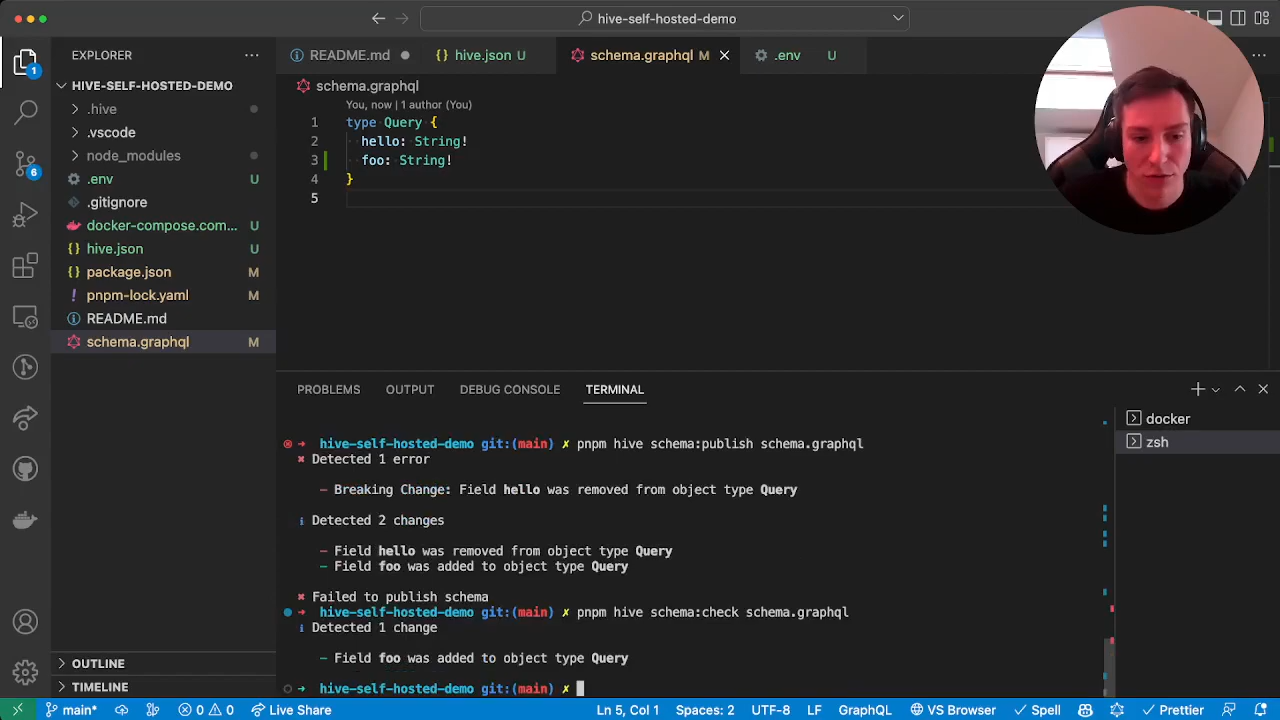 hive-self-hosted-demo
EXPLORER
HIVE-SELF-HOSTED-DEMO
.hive
.vscode
node_modules
.env U
.gitignore
docker-compose.com... U
hive.json U
package.json M
pnpm-lock.yaml M
README.md
schema.graphql M
OUTLINE
TIMELINE
1
6
README.md
hive.json U
schema.graphql M
.env U
schema.graphql
You, now | 1 author (You)
1 type Query {
2 hello: String!
3 foo: String!
4 }
5
PROBLEMS OUTPUT DEBUG CONSOLE TERMINAL
docker
zsh
hive-self-hosted-demo git:(main) ✗ pnpm hive schema:publish schema.graphql
✖ Detected 1 error
- Breaking Change: Field hello was removed from object type Query
ℹ Detected 2 changes
- Field hello was removed from object type Query
- Field foo was added to object type Query
✖ Failed to publish schema
hive-self-hosted-demo git:(main) ✗ pnpm hive schema:check schema.graphql
ℹ Detected 1 change
- Field foo was added to object type Query
hive-self-hosted-demo git:(main) ✗
main* 0 0 Live Share Ln 5, Col 1 Spaces: 2 UTF-8 LF GraphQL VS Browser Spell Prettier